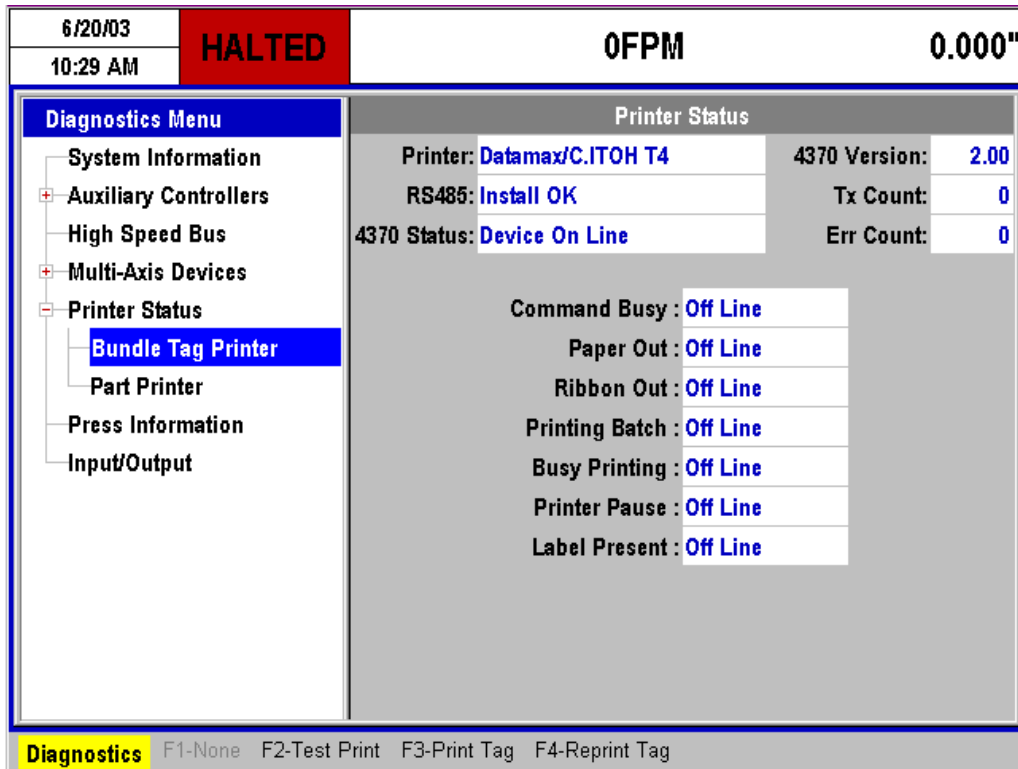 6/20/03
10:29 AM
HALTED
0FPM
0.000"
Diagnostics Menu
System Information
Auxiliary Controllers
High Speed Bus
Multi-Axis Devices
Printer Status
Bundle Tag Printer
Part Printer
Press Information
Input/Output
Printer Status
Printer: Datamax/C.ITOH T4 4370 Version: 2.00
RS485: Install OK Tx Count: 0
4370 Status: Device On Line Err Count: 0
Command Busy : Off Line
Paper Out : Off Line
Ribbon Out : Off Line
Printing Batch : Off Line
Busy Printing : Off Line
Printer Pause : Off Line
Label Present : Off Line
Diagnostics F1-None F2-Test Print F3-Print Tag F4-Reprint Tag